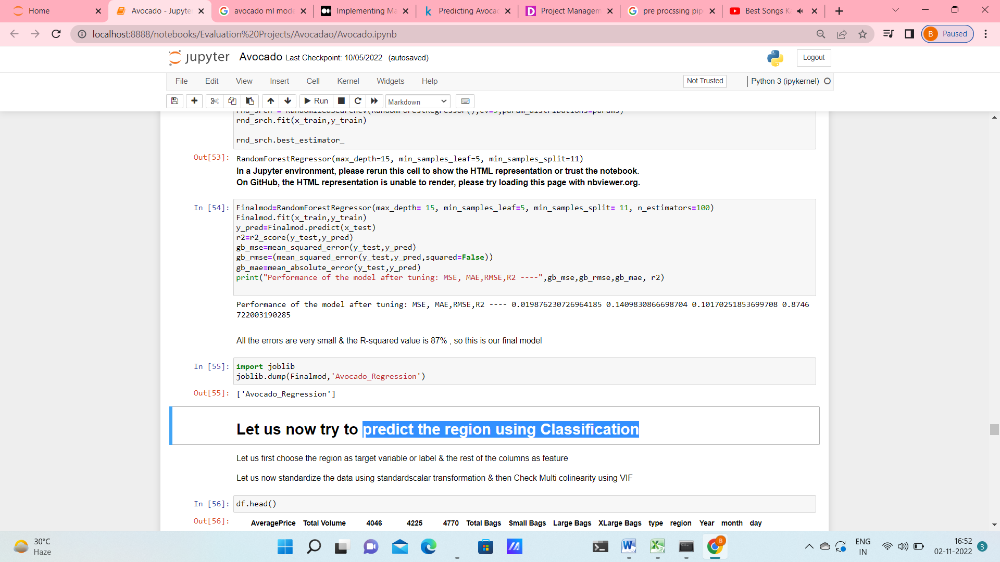 Home
Avocado - Jupyte
avocado ml mode
Implementing Ma
Predicting Avoca
Project Managem
pre procssing pip
Best Songs K
localhost:8888/notebooks/Evaluation%20Projects/Avocadao/Avocado.ipynb
B Paused
jupyter Avocado Last Checkpoint: 10/05/2022 (autosaved)
Logout
File Edit View Insert Cell Kernel Widgets Help
Not Trusted
Python 3 (ipykernel)
Run
Markdown
rnd_srch = RandomizedSearchCV(RandomForestRegressor(),cv=5,param_distributions=params)
rnd_srch.fit(x_train,y_train)
rnd_srch.best_estimator_
Out[53]: RandomForestRegressor(max_depth=15, min_samples_leaf=5, min_samples_split=11)
In a Jupyter environment, please rerun this cell to show the HTML representation or trust the notebook.
On GitHub, the HTML representation is unable to render, please try loading this page with nbviewer.org.
In [54]: Finalmod=RandomForestRegressor(max_depth= 15, min_samples_leaf=5, min_samples_split= 11, n_estimators=100)
Finalmod.fit(x_train,y_train)
y_pred=Finalmod.predict(x_test)
r2=r2_score(y_test,y_pred)
gb_mse=mean_squared_error(y_test,y_pred)
gb_rmse=(mean_squared_error(y_test,y_pred,squared=False))
gb_mae=mean_absolute_error(y_test,y_pred)
print("Performance of the model after tuning: MSE, MAE,RMSE,R2 ----",gb_mse,gb_rmse,gb_mae, r2)
Performance of the model after tuning: MSE, MAE,RMSE,R2 ---- 0.019876230726964185 0.1409830866698704 0.10170251853699708 0.8746
722003190285
All the errors are very small & the R-squared value is 87% , so this is our final model
In [55]: import joblib
joblib.dump(Finalmod,'Avocado_Regression')
Out[55]: ['Avocado_Regression']
Let us now try to predict the region using Classification
Let us first choose the region as target variable or label & the rest of the columns as feature
Let us now standardize the data using standardscalar transformation & then Check Multi colinearity using VIF
In [56]: df.head()
Out[56]: AveragePrice Total Volume 4046 4225 4770 Total Bags Small Bags Large Bags XLarge Bags type region Year month day
30°C
Haze
ENG
IN
16:52
02-11-2022
3